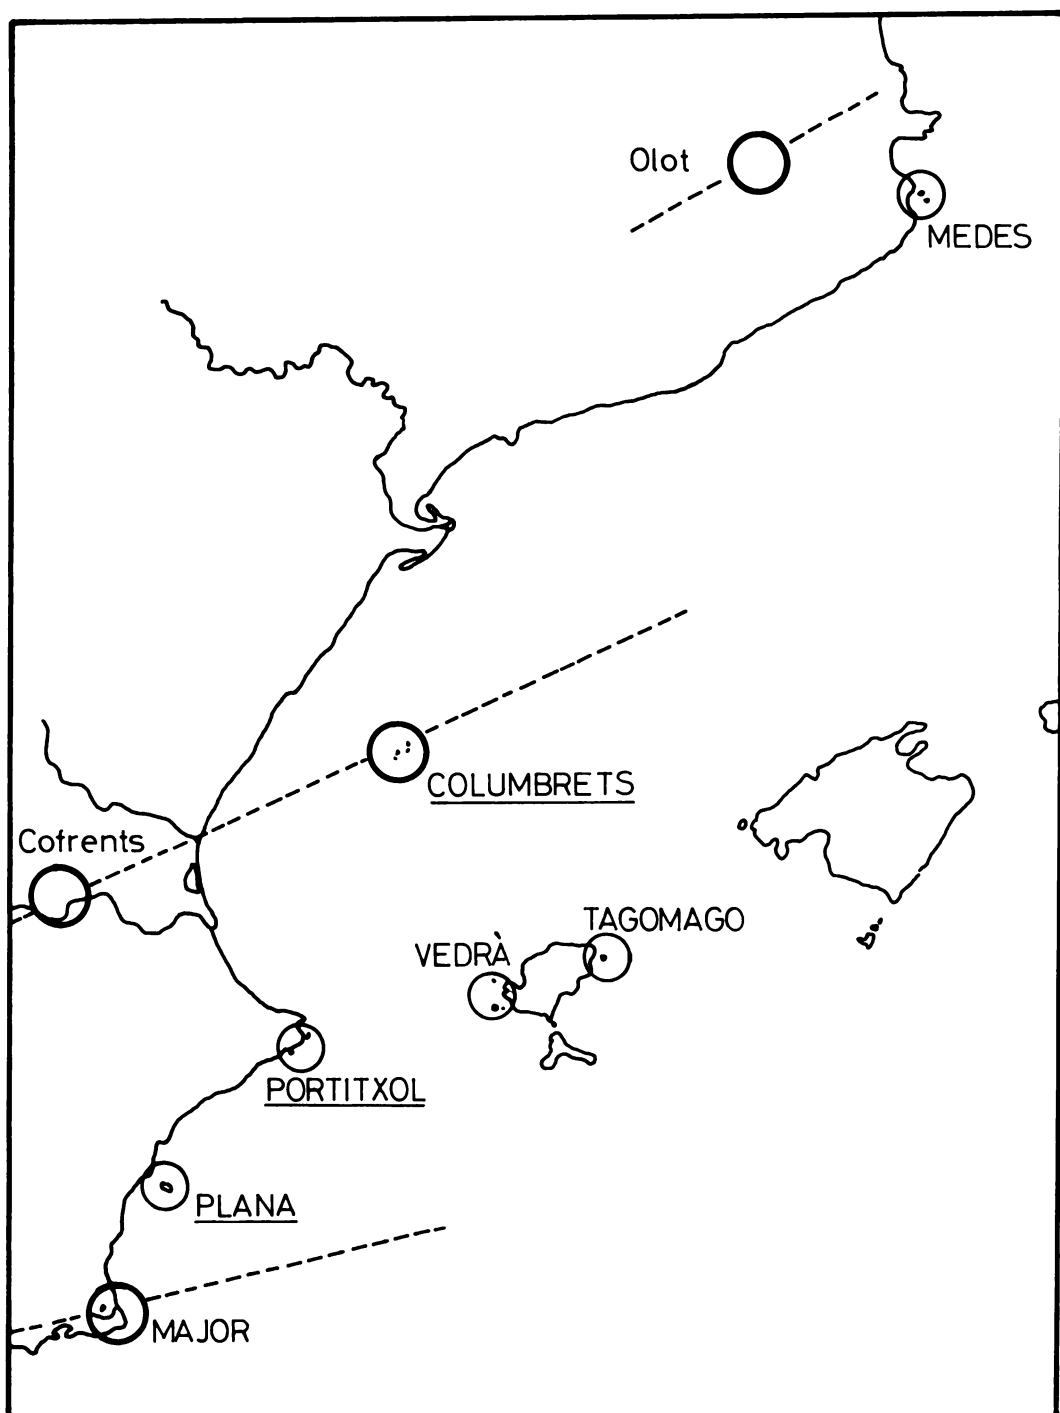 Olot
MEDES
COLUMBRETS
Cofrents
TAGOMAGO
VEDRÀ
PORTITXOL
PLANA
MAJOR